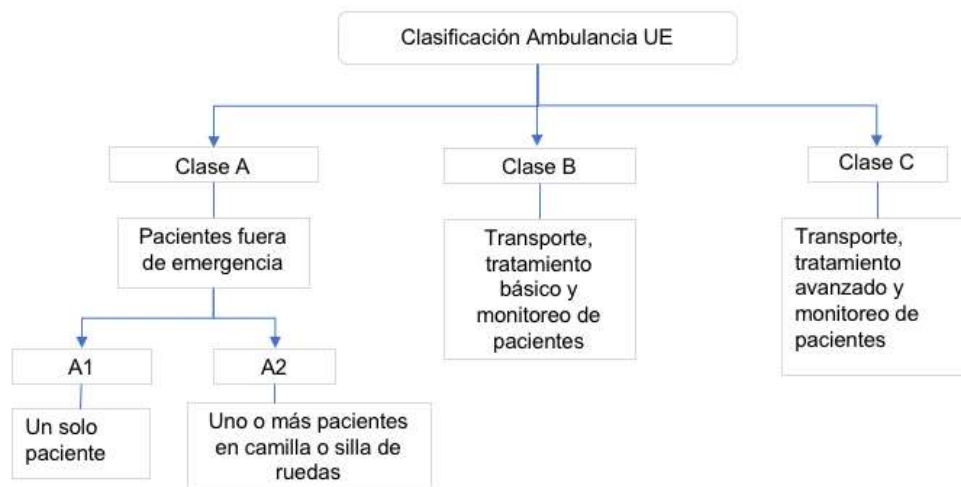 Clasificación Ambulancia UE
Clase A
Clase B
Clase C
Pacientes fuera
de emergencia
Transporte,
tratamiento
básico y
monitoreo de
pacientes
Transporte,
tratamiento
avanzado y
monitoreo de
pacientes
A1
A2
Un solo
paciente
Uno o más pacientes
en camilla o silla de
ruedas